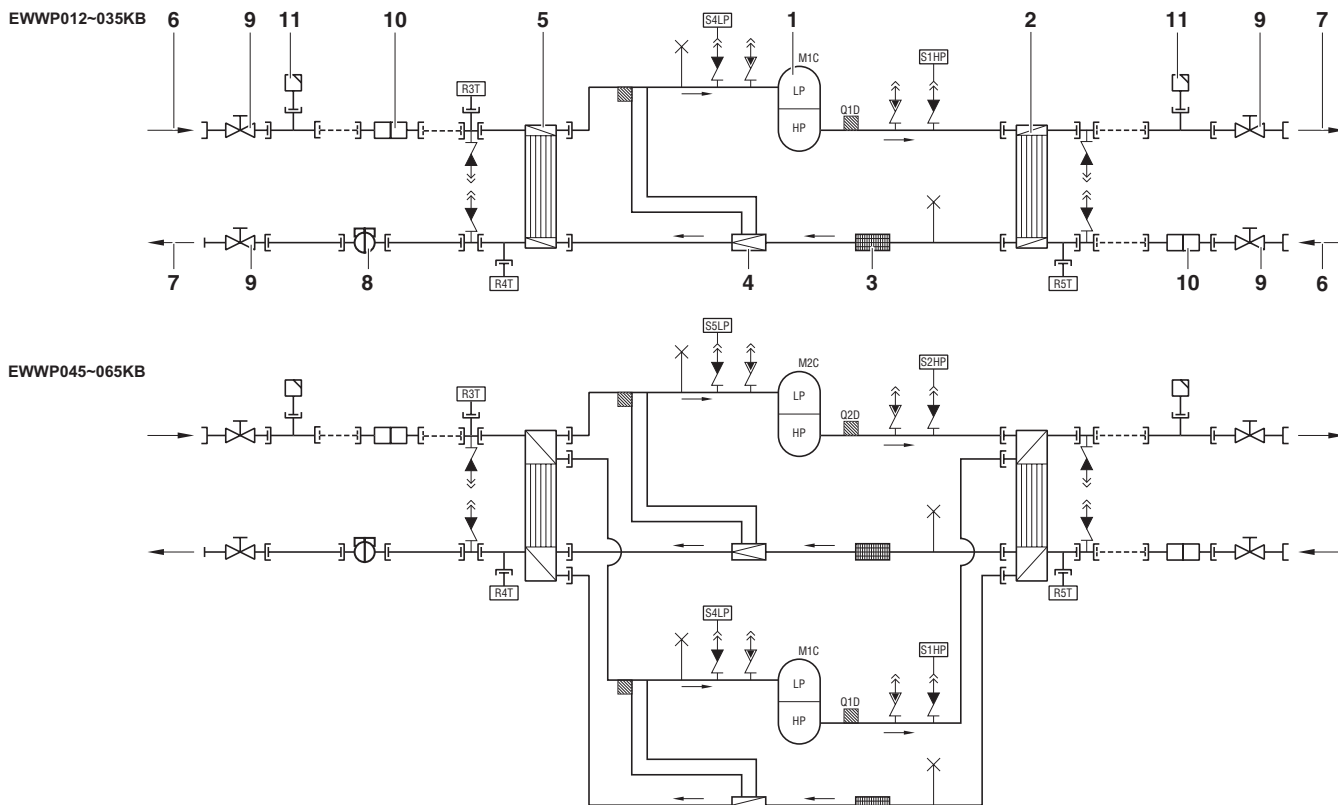 EWWP012~035KB
6 9 11 10 5 1 2 11 9 7
S4LP
M1C
S1HP
R3T
LP
Q1D
HP
R4T
R5T
7 9 8 4 3 10 9 6
EWWP045~065KB
S5LP
M2C
S2HP
R3T
LP
Q2D
HP
R4T
R5T
S4LP
M1C
S1HP
LP
Q1D
HP